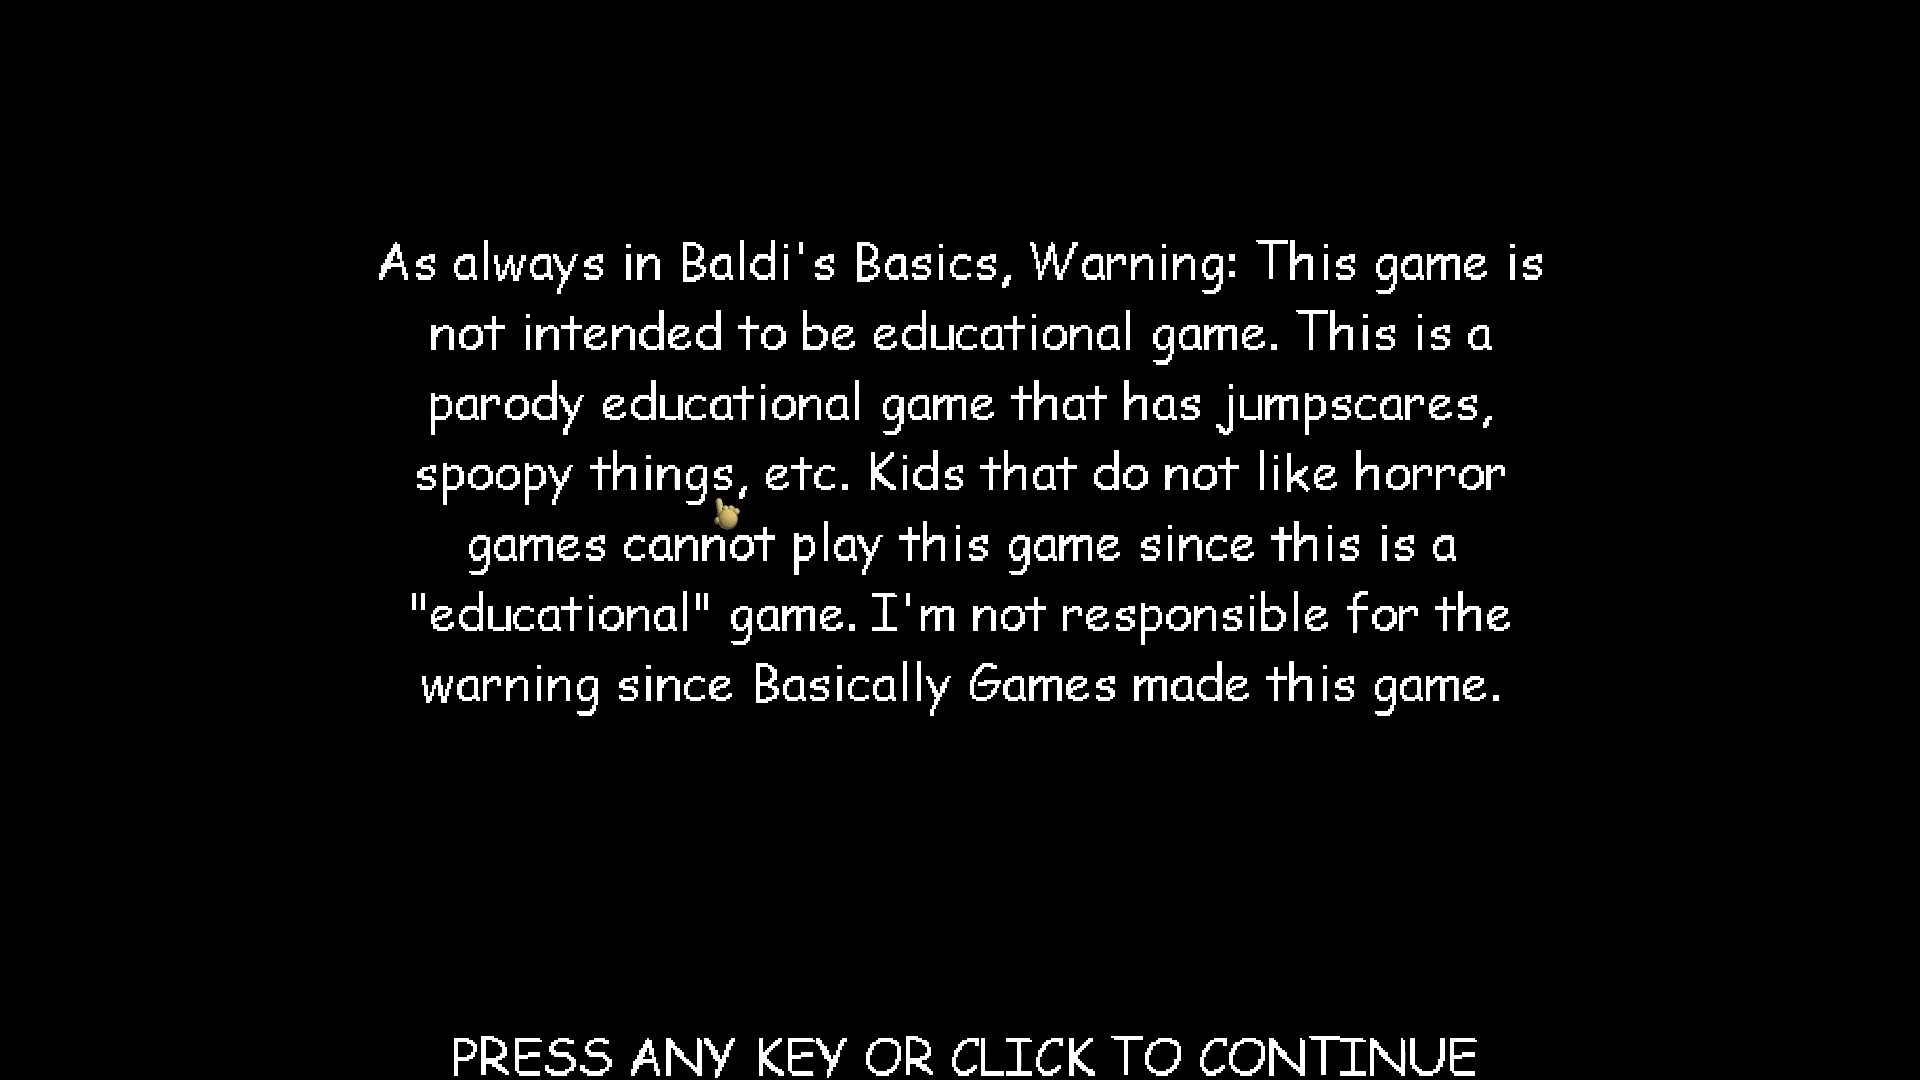 As always in Baldi's Basics, Warning: This game is
not intended to be educational game. This is a
parody educational game that has jumpscares,
spoopy things, etc. Kids that do not like horror
games cannot play this game since this is a
"educational" game. I'm not responsible for the
warning since Basically Games made this game.
PRESS ANY KEY OR CLICK TO CONTINUE